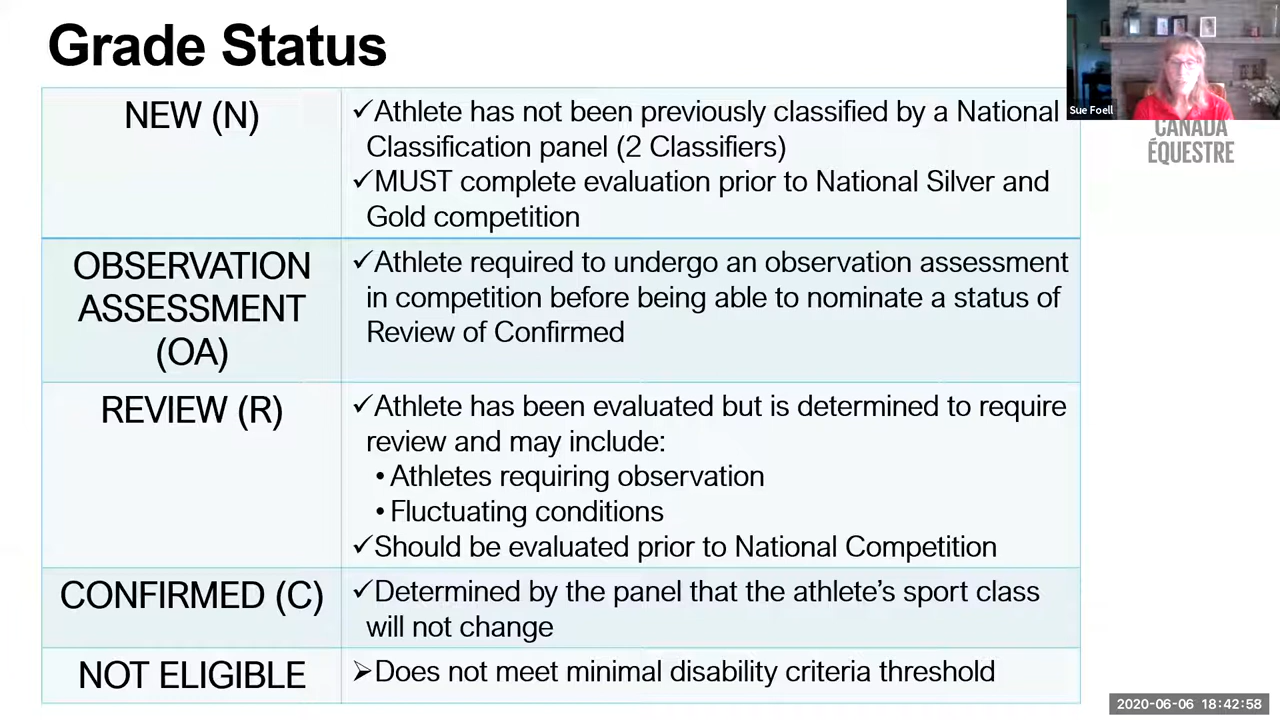 Grade Status
NEW (N)
✓Athlete has not been previously classified by a National
Classification panel (2 Classifiers)
✓MUST complete evaluation prior to National Silver and
Gold competition
OBSERVATION
ASSESSMENT
(OA)
✓Athlete required to undergo an observation assessment
in competition before being able to nominate a status of
Review of Confirmed
REVIEW (R)
✓Athlete has been evaluated but is determined to require
review and may include:
•Athletes requiring observation
•Fluctuating conditions
✓Should be evaluated prior to National Competition
CONFIRMED (C)
✓Determined by the panel that the athlete’s sport class
will not change
NOT ELIGIBLE
➢Does not meet minimal disability criteria threshold
Sue Foell
CANADA
ÉQUESTRE
2020-06-06 18:42:58